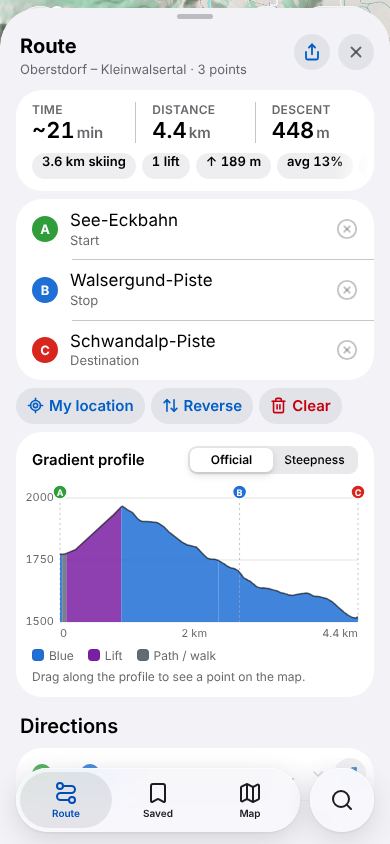 Route
Oberstdorf – Kleinwalsertal · 3 points
TIME DISTANCE DESCENT
~21 min 4.4 km 448 m
3.6 km skiing 1 lift ↑ 189 m avg 13%
A See-Eckbahn
Start
B Walsergund-Piste
Stop
C Schwandalp-Piste
Destination
My location Reverse Clear
Gradient profile Official Steepness
A B C
2000
1750
1500
0 2 km 4.4 km
Blue Lift Path / walk
Drag along the profile to see a point on the map.
Directions
Route Saved Map